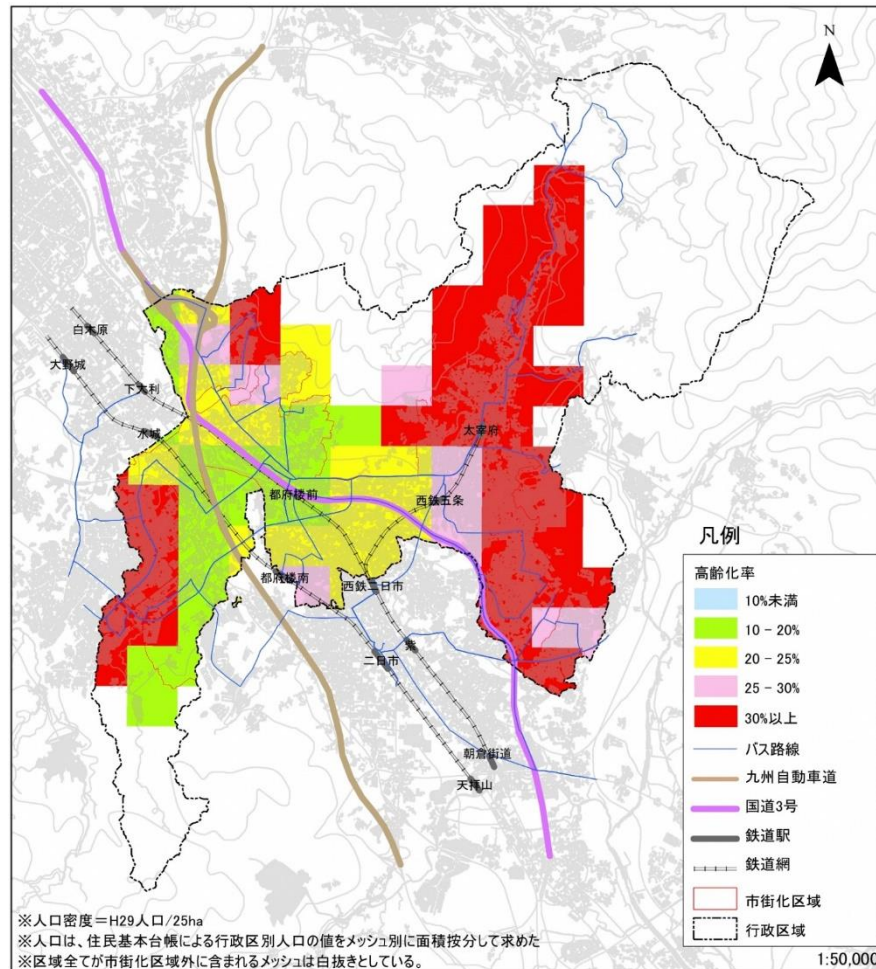 N
白木原
大野城
下大利
水城
太宰府
都府楼前
西鉄五条
都府楼南
西鉄二日市
紫
二日市
朝倉街道
天拝山
凡例
高齢化率
10%未満
10 - 20%
20 - 25%
25 - 30%
30%以上
バス路線
九州自動車道
国道3号
鉄道駅
鉄道網
市街化区域
行政区域
※人口密度=H29人口/25ha
※人口は、住民基本台帳による行政区別人口の値をメッシュ別に面積按分して求めた
※区域全てが市街化区域外に含まれるメッシュは白抜きとしている。
1:50,000